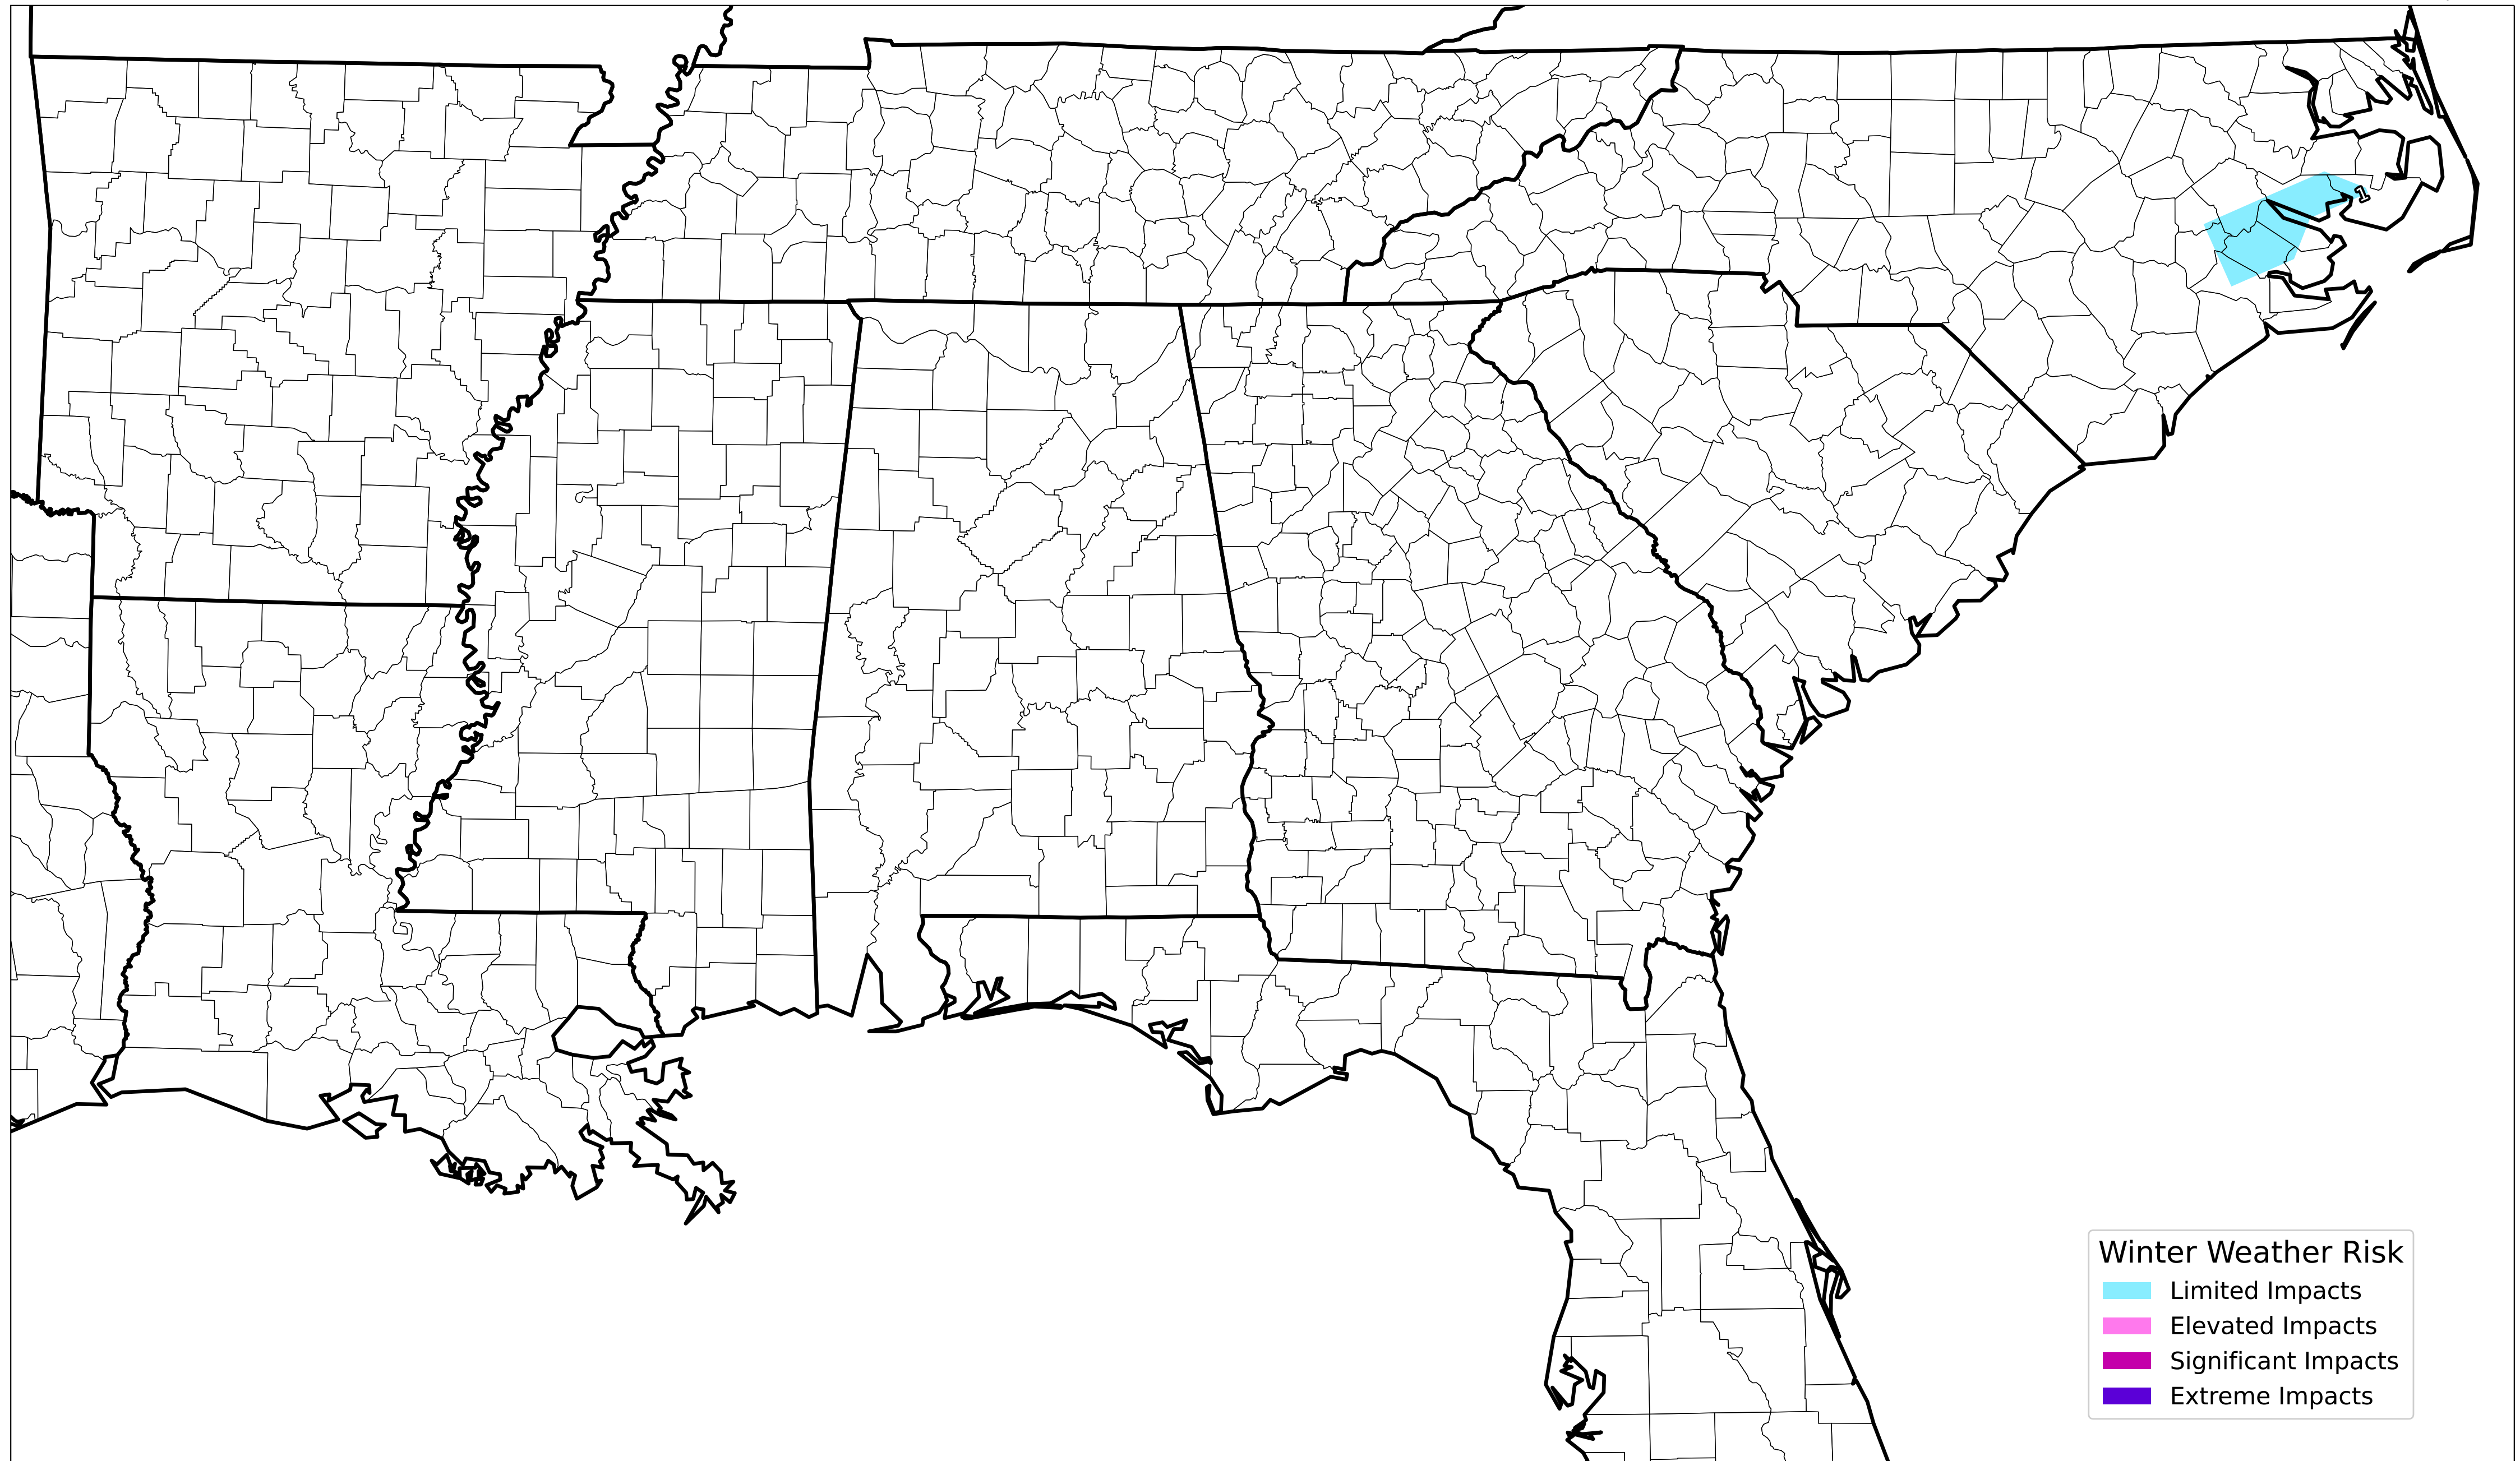 1
Winter Weather Risk
Limited Impacts
Elevated Impacts
Significant Impacts
Extreme Impacts